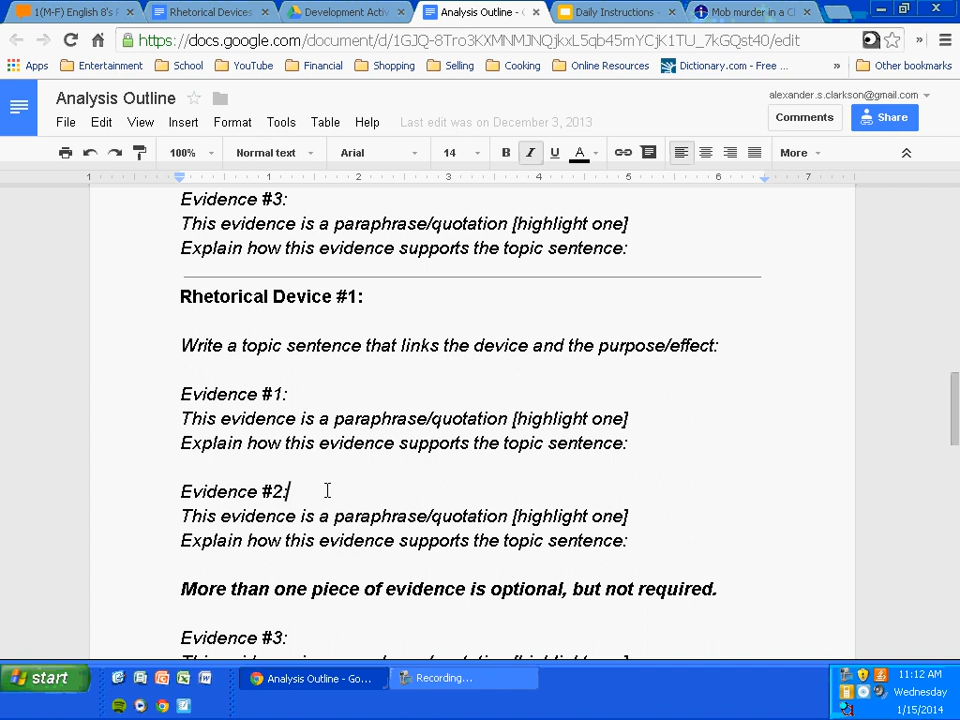 1(M-F) English 8's
Rhetorical Devices
Development Activ
Analysis Outline -
Daily Instructions -
Mob murder in a C
https://docs.google.com/document/d/1GJQ-8Tro3KXMNMJNQjkxL5qb45mYCjK1TU_7kGQst40/edit
Apps
Entertainment
School
YouTube
Financial
Shopping
Selling
Cooking
Online Resources
Dictionary.com - Free ...
»
Other bookmarks
Analysis Outline
alexander.s.clarkson@gmail.com
File Edit View Insert Format Tools Table Help
Last edit was on December 3, 2013
Comments
Share
100% Normal text Arial 14 B I U A More
1 1 2 3 4 5 6 7
Evidence #3:
This evidence is a paraphrase/quotation [highlight one]
Explain how this evidence supports the topic sentence:
Rhetorical Device #1:
Write a topic sentence that links the device and the purpose/effect:
Evidence #1:
This evidence is a paraphrase/quotation [highlight one]
Explain how this evidence supports the topic sentence:
Evidence #2:
This evidence is a paraphrase/quotation [highlight one]
Explain how this evidence supports the topic sentence:
More than one piece of evidence is optional, but not required.
Evidence #3:
start
Analysis Outline - Go...
Recording...
11:12 AM
Wednesday
1/15/2014